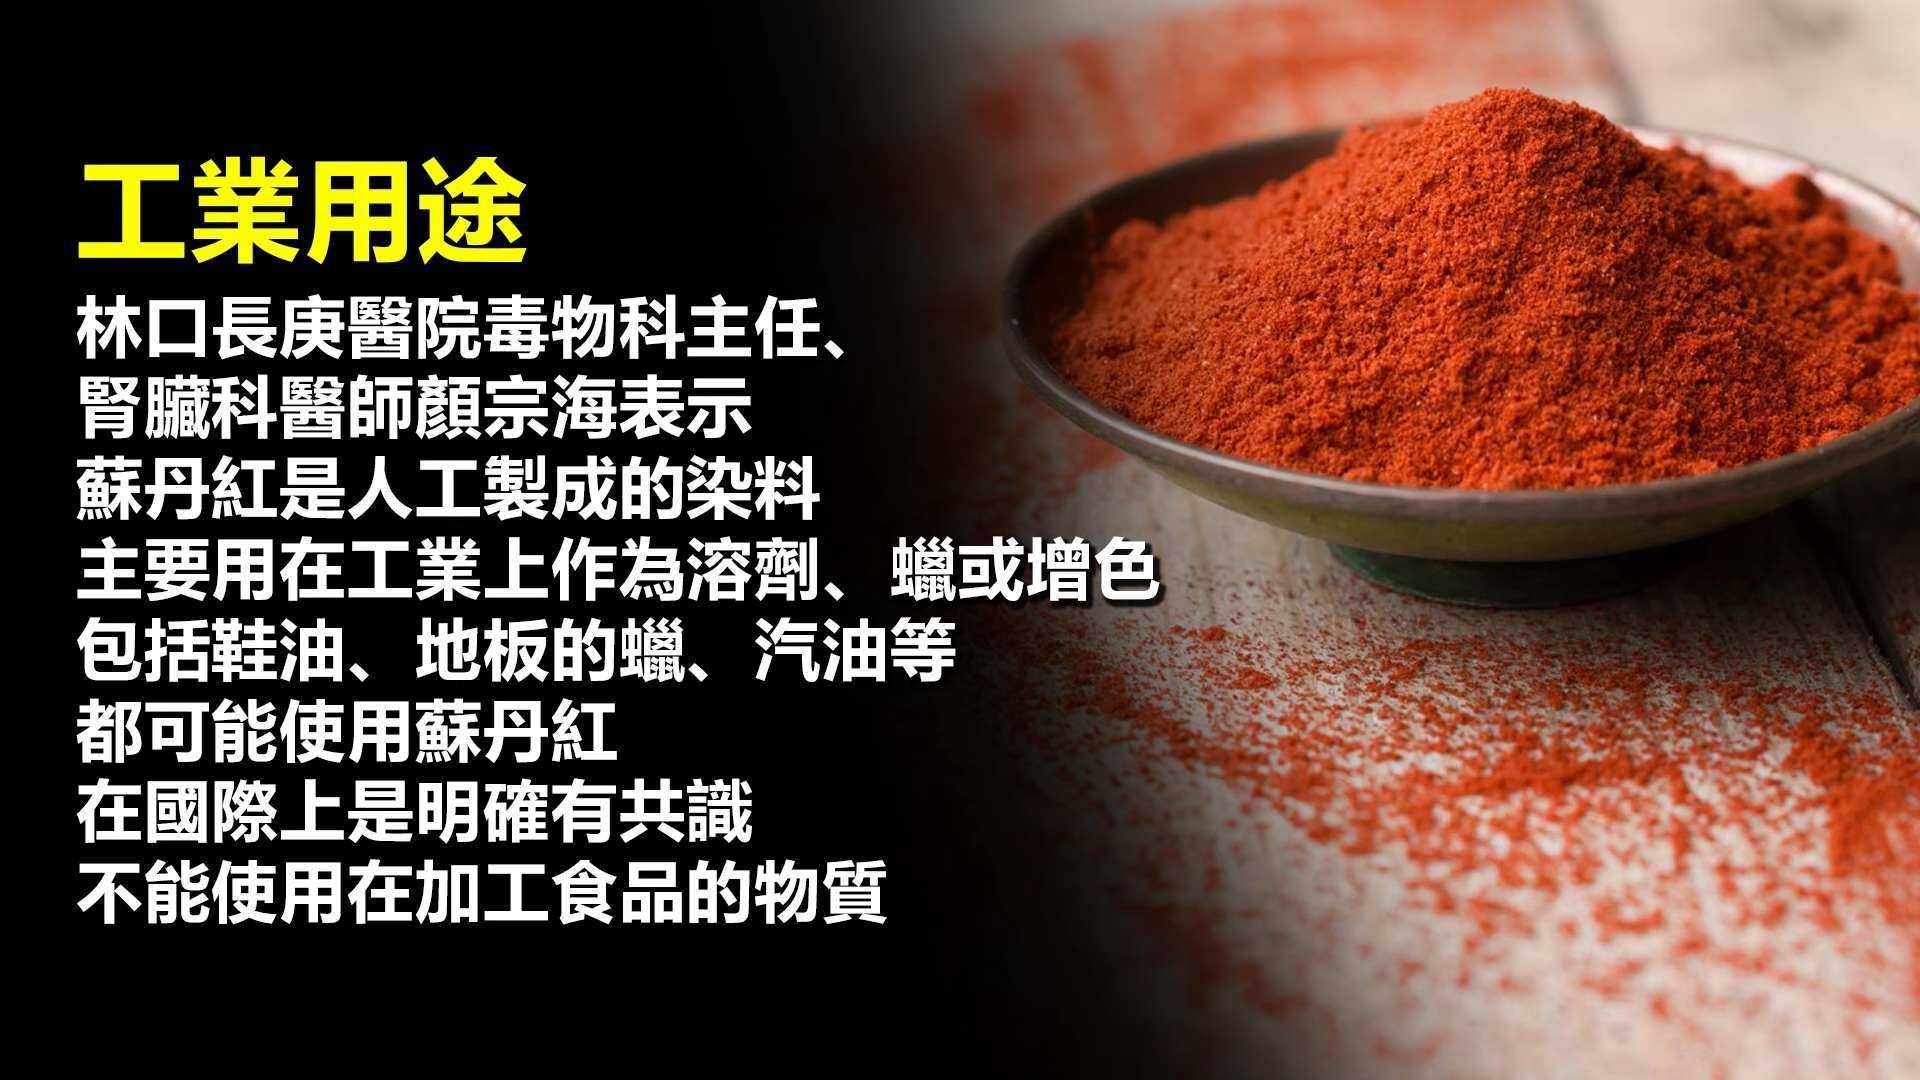 工業用途
林口長庚醫院毒物科主任、
腎臟科醫師顏宗海表示
蘇丹紅是人工製成的染料
主要用在工業上作為溶劑、蠟或增色
包括鞋油、地板的蠟、汽油等
都可能使用蘇丹紅
在國際上是明確有共識
不能使用在加工食品的物質